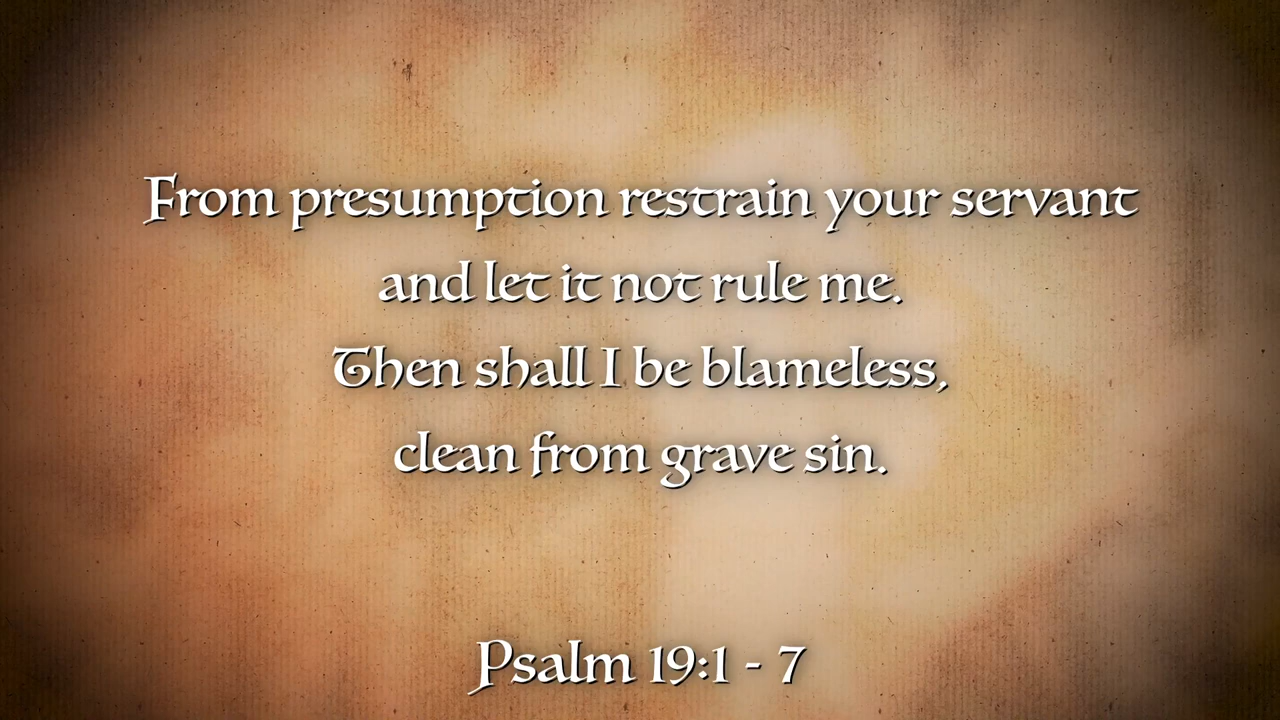 From presumption restrain your servant
and let it not rule me.
Then shall I be blameless,
clean from grave sin.
Psalm 19:1 - 7